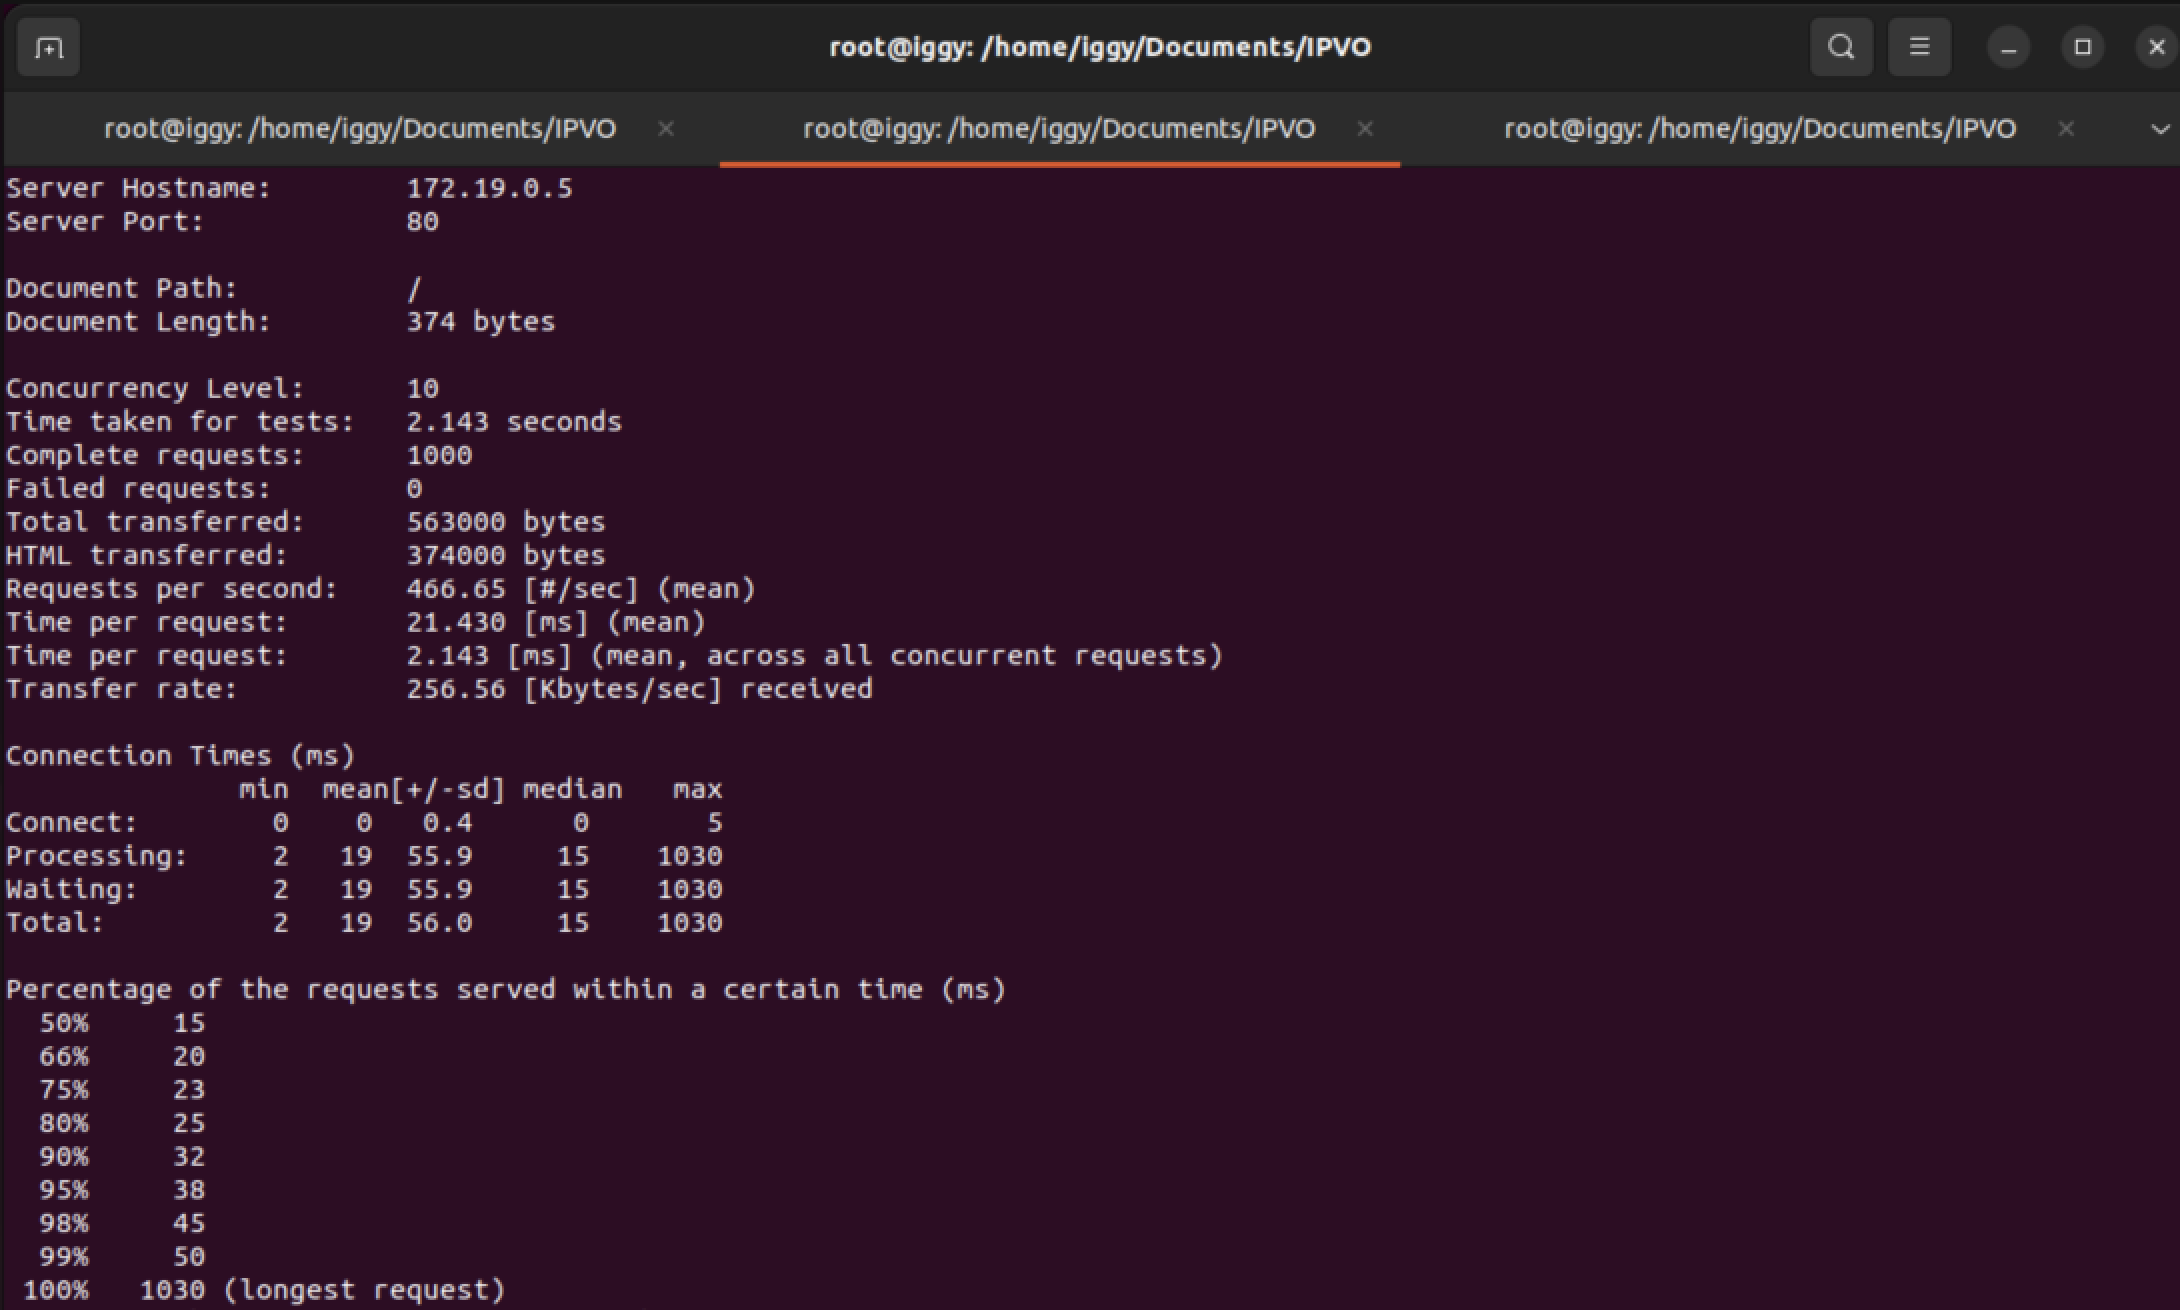 root@iggy: /home/iggy/Documents/IPVO
root@iggy: /home/iggy/Documents/IPVO root@iggy: /home/iggy/Documents/IPVO root@iggy: /home/iggy/Documents/IPVO
Server Hostname:        172.19.0.5
Server Port:            80
Document Path:          /
Document Length:        374 bytes
Concurrency Level:      10
Time taken for tests:   2.143 seconds
Complete requests:      1000
Failed requests:        0
Total transferred:      563000 bytes
HTML transferred:       374000 bytes
Requests per second:    466.65 [#/sec] (mean)
Time per request:       21.430 [ms] (mean)
Time per request:       2.143 [ms] (mean, across all concurrent requests)
Transfer rate:          256.56 [Kbytes/sec] received
Connection Times (ms)
              min  mean[+/-sd] median   max
Connect:        0    0   0.4      0       5
Processing:     2   19  55.9     15    1030
Waiting:        2   19  55.9     15    1030
Total:          2   19  56.0     15    1030
Percentage of the requests served within a certain time (ms)
  50%     15
  66%     20
  75%     23
  80%     25
  90%     32
  95%     38
  98%     45
  99%     50
 100%   1030 (longest request)